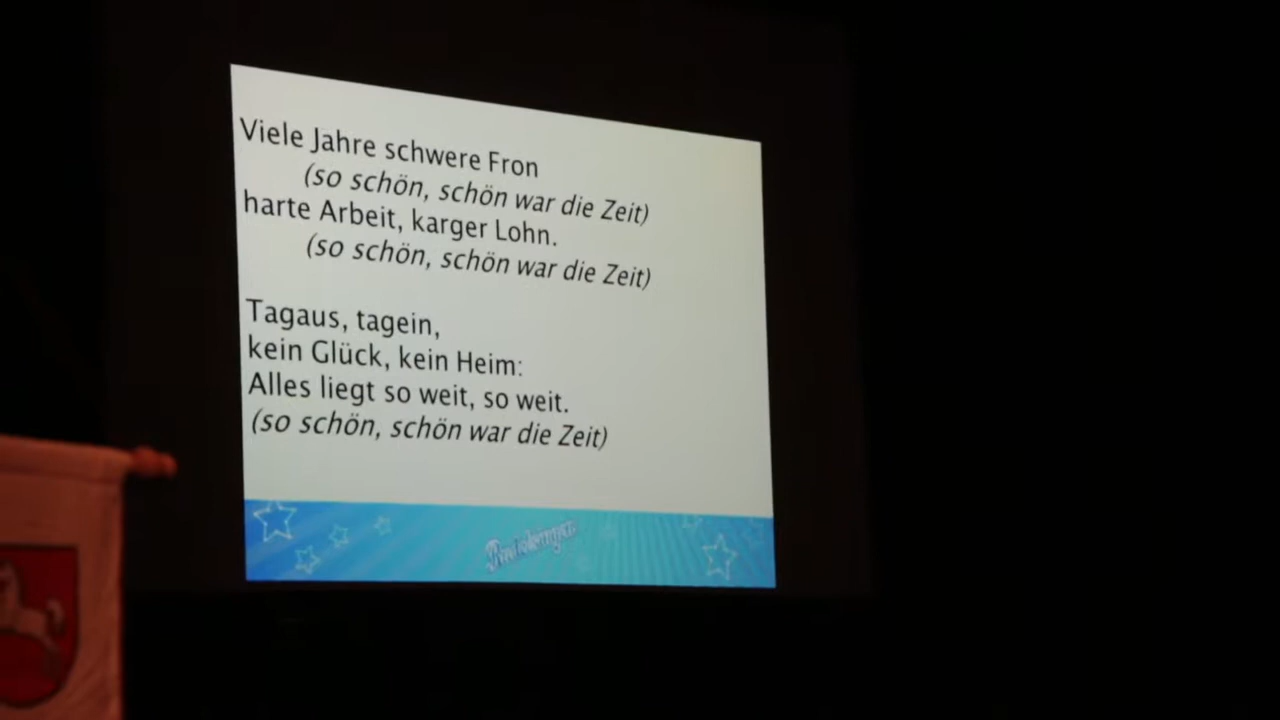 Viele Jahre schwere Fron
(so schön, schön war die Zeit)
harte Arbeit, karger Lohn.
(so schön, schön war die Zeit)
Tagaus, tagein,
kein Glück, kein Heim:
Alles liegt so weit, so weit.
(so schön, schön war die Zeit)